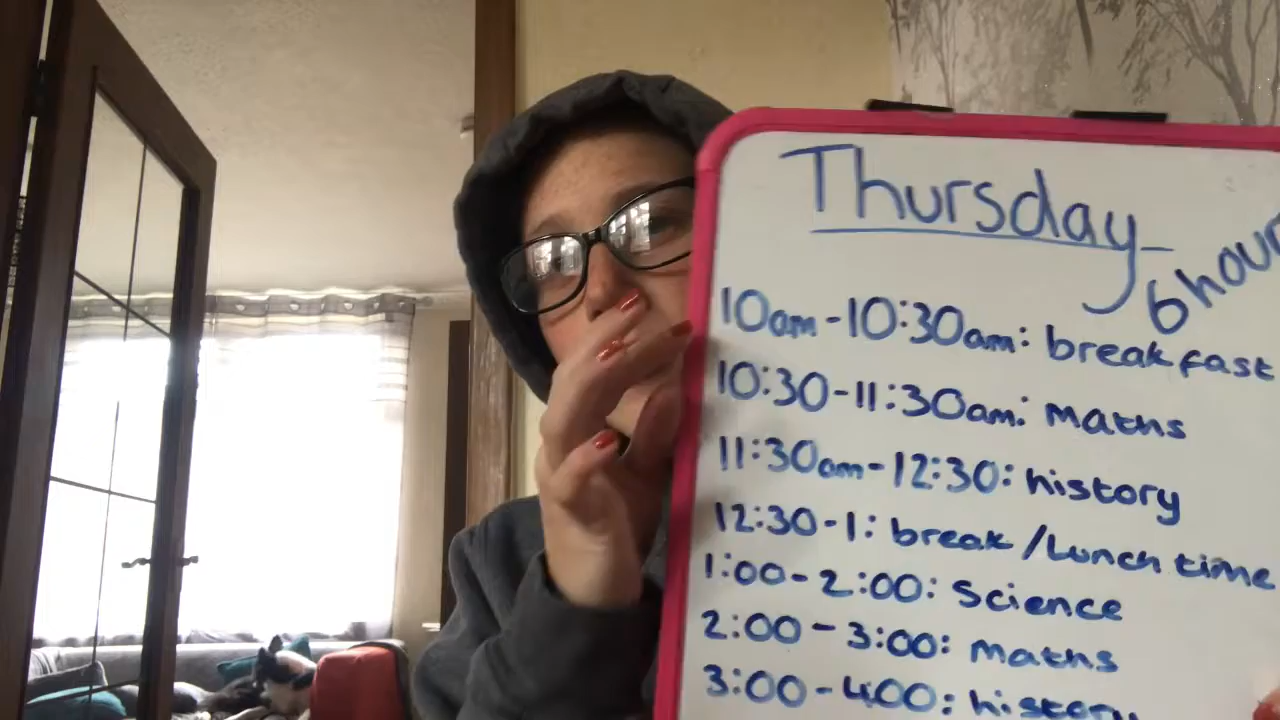 Thursday
6 hour
10am-10:30am: breakfast
10:30-11:30am: maths
11:30am-12:30: history
12:30-1: break/Lunch time
1:00-2:00: Science
2:00-3:00: maths
3:00-4:00: history